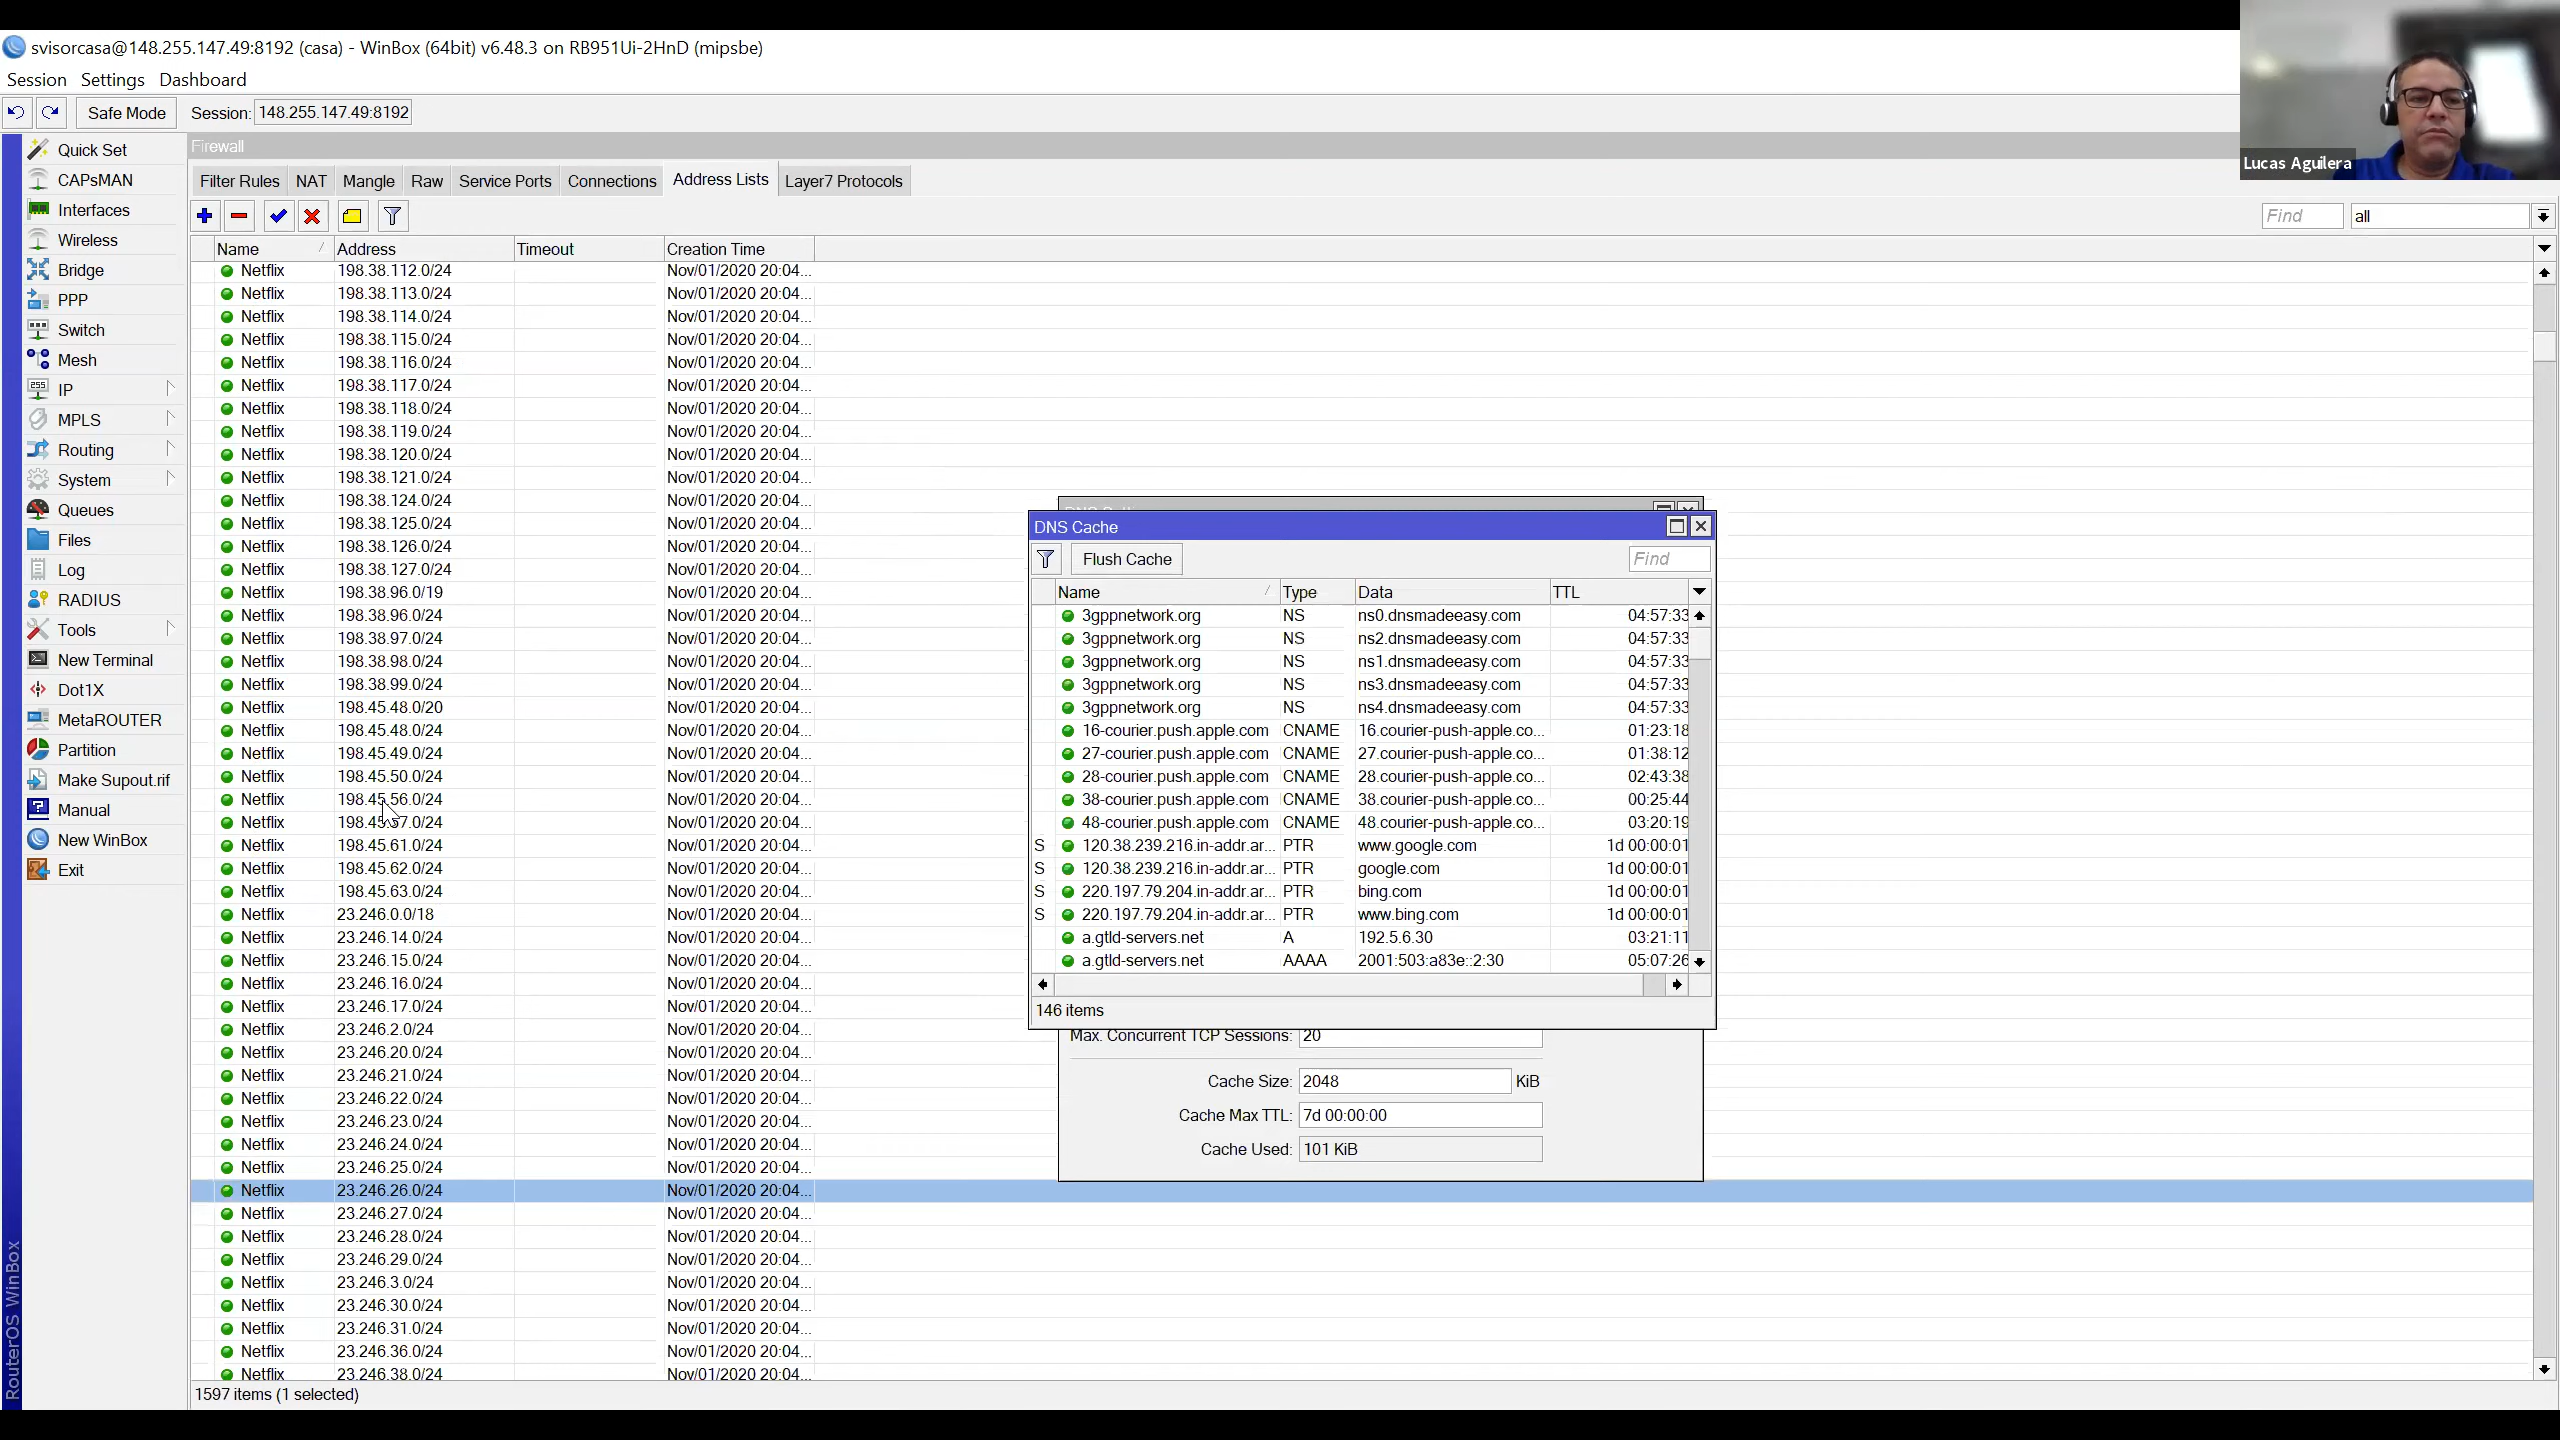 svisorcasa@148.255.147.49:8192 (casa) - WinBox (64bit) v6.48.3 on RB951Ui-2HnD (mipsbe)
Session Settings Dashboard
Safe Mode Session: 148.255.147.49:8192
Lucas Aguilera
Quick Set
CAPsMAN
Interfaces
Wireless
Bridge
PPP
Switch
Mesh
IP
MPLS
Routing
System
Queues
Files
Log
RADIUS
Tools
New Terminal
Dot1X
MetaROUTER
Partition
Make Supout.rif
Manual
New WinBox
Exit
RouterOS WinBox
Firewall
Filter Rules NAT Mangle Raw Service Ports Connections Address Lists Layer7 Protocols
Find all
Name Address Timeout Creation Time
Netflix 198.38.112.0/24 Nov/01/2020 20:04...
Netflix 198.38.113.0/24 Nov/01/2020 20:04...
Netflix 198.38.114.0/24 Nov/01/2020 20:04...
Netflix 198.38.115.0/24 Nov/01/2020 20:04...
Netflix 198.38.116.0/24 Nov/01/2020 20:04...
Netflix 198.38.117.0/24 Nov/01/2020 20:04...
Netflix 198.38.118.0/24 Nov/01/2020 20:04...
Netflix 198.38.119.0/24 Nov/01/2020 20:04...
Netflix 198.38.120.0/24 Nov/01/2020 20:04...
Netflix 198.38.121.0/24 Nov/01/2020 20:04...
Netflix 198.38.124.0/24 Nov/01/2020 20:04...
Netflix 198.38.125.0/24 Nov/01/2020 20:04...
Netflix 198.38.126.0/24 Nov/01/2020 20:04...
Netflix 198.38.127.0/24 Nov/01/2020 20:04...
Netflix 198.38.96.0/19 Nov/01/2020 20:04...
Netflix 198.38.96.0/24 Nov/01/2020 20:04...
Netflix 198.38.97.0/24 Nov/01/2020 20:04...
Netflix 198.38.98.0/24 Nov/01/2020 20:04...
Netflix 198.38.99.0/24 Nov/01/2020 20:04...
Netflix 198.45.48.0/20 Nov/01/2020 20:04...
Netflix 198.45.48.0/24 Nov/01/2020 20:04...
Netflix 198.45.49.0/24 Nov/01/2020 20:04...
Netflix 198.45.50.0/24 Nov/01/2020 20:04...
Netflix 198.45.56.0/24 Nov/01/2020 20:04...
Netflix 198.45.57.0/24 Nov/01/2020 20:04...
Netflix 198.45.61.0/24 Nov/01/2020 20:04...
Netflix 198.45.62.0/24 Nov/01/2020 20:04...
Netflix 198.45.63.0/24 Nov/01/2020 20:04...
Netflix 23.246.0.0/18 Nov/01/2020 20:04...
Netflix 23.246.14.0/24 Nov/01/2020 20:04...
Netflix 23.246.15.0/24 Nov/01/2020 20:04...
Netflix 23.246.16.0/24 Nov/01/2020 20:04...
Netflix 23.246.17.0/24 Nov/01/2020 20:04...
Netflix 23.246.2.0/24 Nov/01/2020 20:04...
Netflix 23.246.20.0/24 Nov/01/2020 20:04...
Netflix 23.246.21.0/24 Nov/01/2020 20:04...
Netflix 23.246.22.0/24 Nov/01/2020 20:04...
Netflix 23.246.23.0/24 Nov/01/2020 20:04...
Netflix 23.246.24.0/24 Nov/01/2020 20:04...
Netflix 23.246.25.0/24 Nov/01/2020 20:04...
Netflix 23.246.26.0/24 Nov/01/2020 20:04...
Netflix 23.246.27.0/24 Nov/01/2020 20:04...
Netflix 23.246.28.0/24 Nov/01/2020 20:04...
Netflix 23.246.29.0/24 Nov/01/2020 20:04...
Netflix 23.246.3.0/24 Nov/01/2020 20:04...
Netflix 23.246.30.0/24 Nov/01/2020 20:04...
Netflix 23.246.31.0/24 Nov/01/2020 20:04...
Netflix 23.246.36.0/24 Nov/01/2020 20:04...
Netflix 23.246.38.0/24 Nov/01/2020 20:04...
1597 items (1 selected)
DNS Cache
Flush Cache Find
Name Type Data TTL
3gppnetwork.org NS ns0.dnsmadeeasy.com 04:57:33
3gppnetwork.org NS ns2.dnsmadeeasy.com 04:57:33
3gppnetwork.org NS ns1.dnsmadeeasy.com 04:57:33
3gppnetwork.org NS ns3.dnsmadeeasy.com 04:57:33
3gppnetwork.org NS ns4.dnsmadeeasy.com 04:57:33
16-courier.push.apple.com CNAME 16.courier-push-apple.co... 01:23:18
27-courier.push.apple.com CNAME 27.courier-push-apple.co... 01:38:12
28-courier.push.apple.com CNAME 28.courier-push-apple.co... 02:43:38
38-courier.push.apple.com CNAME 38.courier-push-apple.co... 00:25:44
48-courier.push.apple.com CNAME 48.courier-push-apple.co... 03:20:19
S 120.38.239.216.in-addr.ar... PTR www.google.com 1d 00:00:01
S 120.38.239.216.in-addr.ar... PTR google.com 1d 00:00:01
S 220.197.79.204.in-addr.ar... PTR bing.com 1d 00:00:01
S 220.197.79.204.in-addr.ar... PTR www.bing.com 1d 00:00:01
a.gtld-servers.net A 192.5.6.30 03:21:11
a.gtld-servers.net AAAA 2001:503:a83e::2:30 05:07:26
146 items
Max. Concurrent TCP Sessions: 20
Cache Size: 2048 KiB
Cache Max TTL: 7d 00:00:00
Cache Used: 101 KiB